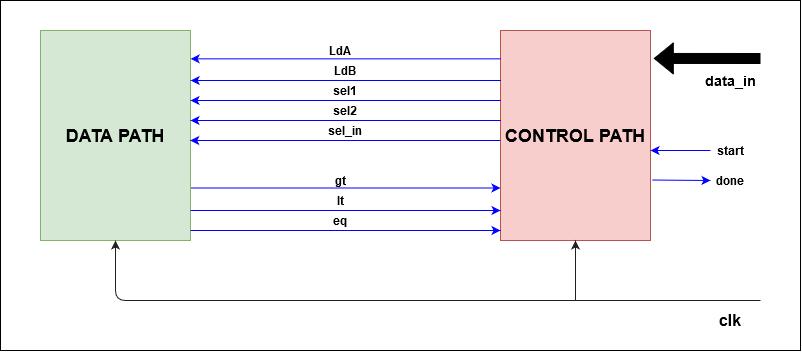 LdA
LdB
sel1
sel2
sel_in
DATA PATH
CONTROL PATH
data_in
start
done
gt
lt
eq
clk